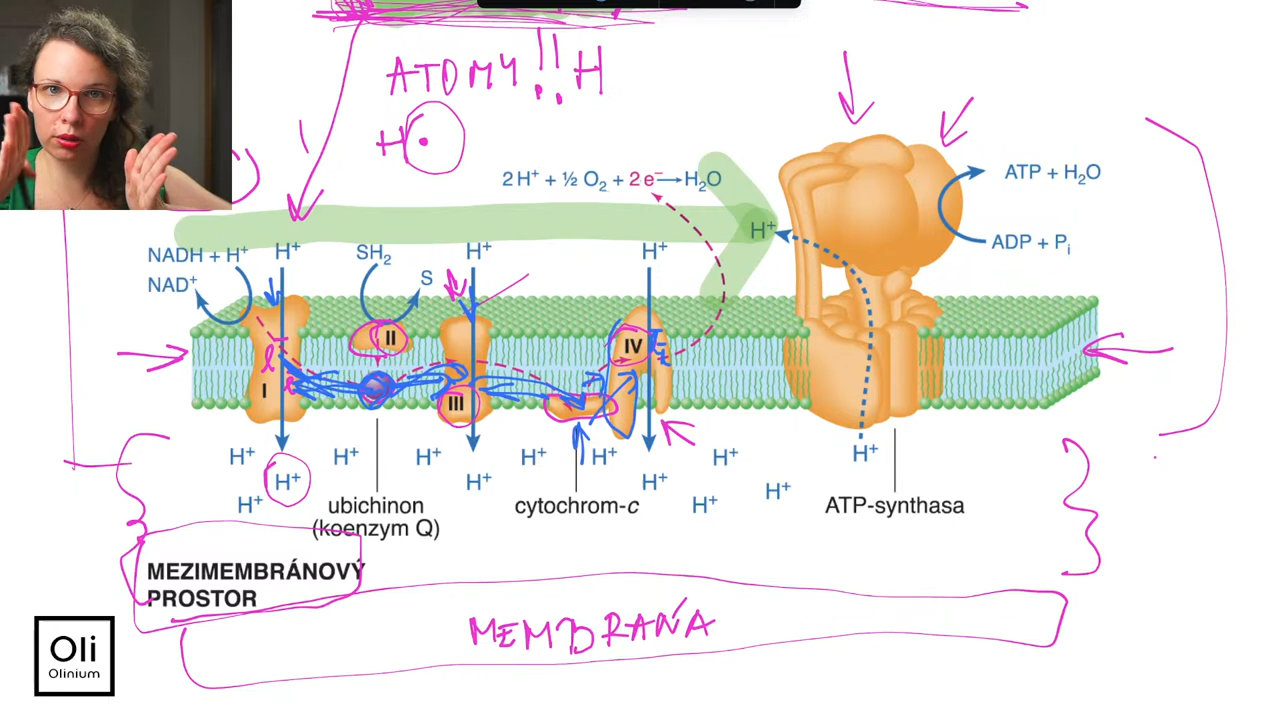 ATOMY!! H
H
2 H⁺ + ½ O₂ + 2 e⁻ → H₂O
ATP + H₂O
ADP + Pᵢ
H⁺
NADH + H⁺
NAD⁺
H⁺
SH₂
S
H⁺
H⁺
I
II
III
IV
H⁺ H⁺ H⁺ H⁺ H⁺ H⁺ H⁺
H⁺ H⁺ H⁺ H⁺ H⁺ H⁺
ubichinon
(koenzym Q)
cytochrom-c
ATP-synthasa
MEZIMEMBRÁNOVÝ
PROSTOR
MEMBRÁNA
Oli
Olinium